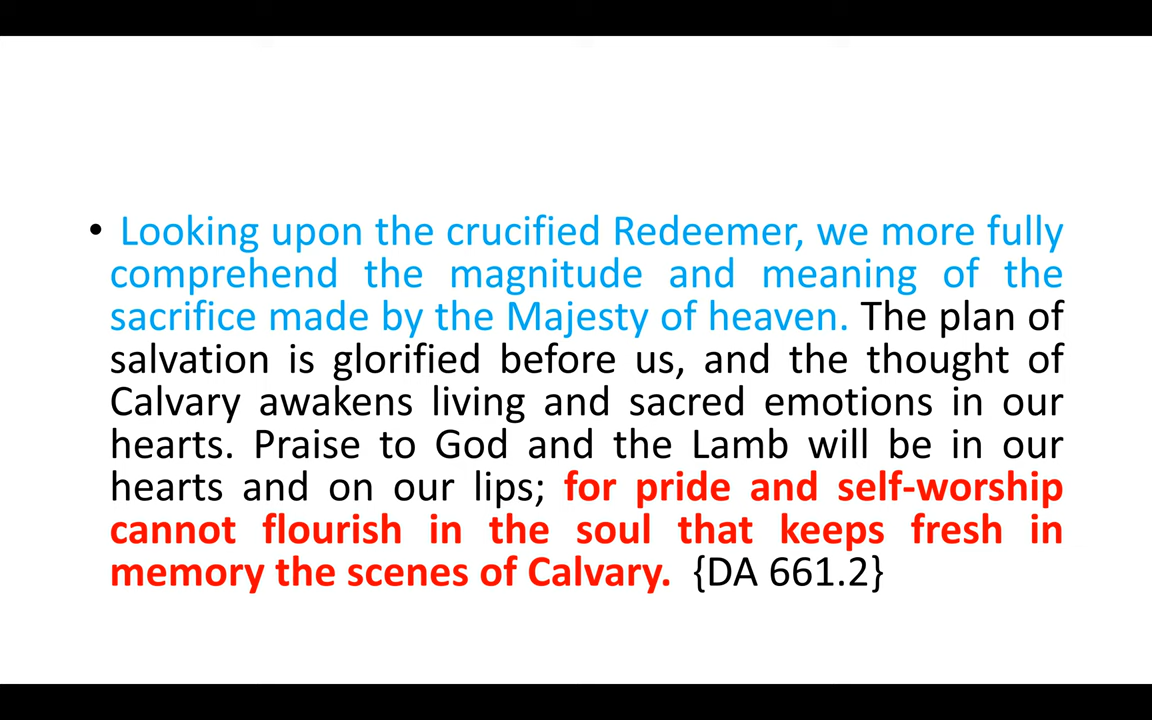 • Looking upon the crucified Redeemer, we more fully
comprehend the magnitude and meaning of the
sacrifice made by the Majesty of heaven. The plan of
salvation is glorified before us, and the thought of
Calvary awakens living and sacred emotions in our
hearts. Praise to God and the Lamb will be in our
hearts and on our lips; for pride and self-worship
cannot flourish in the soul that keeps fresh in
memory the scenes of Calvary. {DA 661.2}